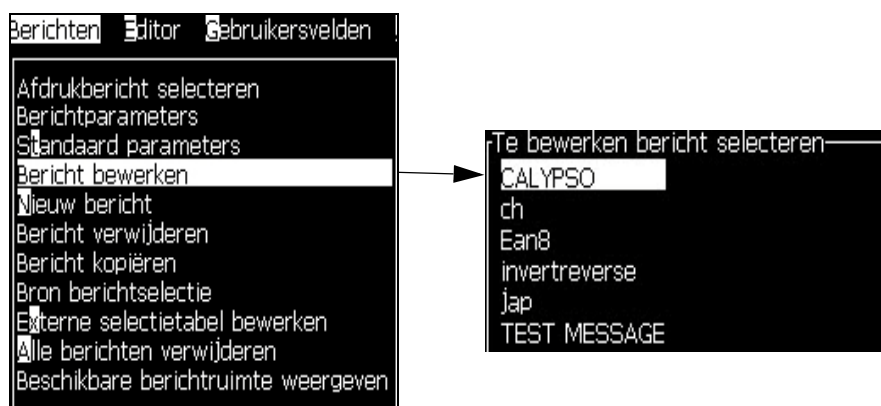 Berichten Editor Gebruikersvelden
Afdrukbericht selecteren
Berichtparameters
Standaard parameters
Bericht bewerken
Nieuw bericht
Bericht verwijderen
Bericht kopiëren
Bron berichtselectie
Externe selectietabel bewerken
Alle berichten verwijderen
Beschikbare berichtruimte weergeven
Te bewerken bericht selecteren
CALYPSO
ch
Ean8
invertreverse
jap
TEST MESSAGE